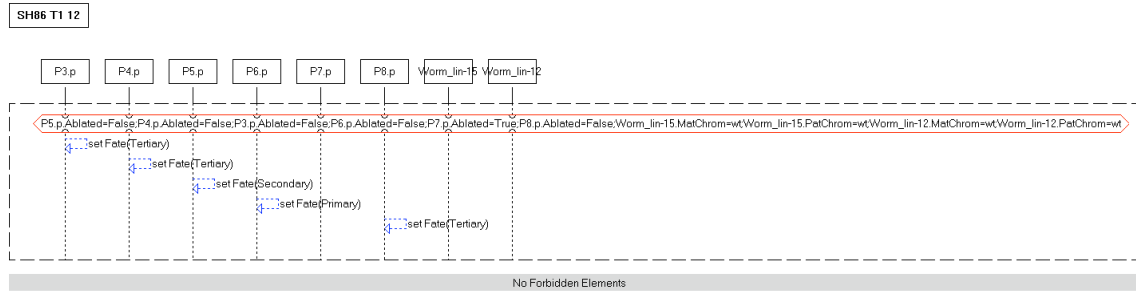 SH86 T1 12
P3.p P4.p P5.p P6.p P7.p P8.p Worm_lin-15 Worm_lin-12
P5.p.Ablated=False;P4.p.Ablated=False;P3.p.Ablated=False;P6.p.Ablated=False;P7.p.Ablated=True;P8.p.Ablated=False;Worm_lin-15.MatChrom=wt;Worm_lin-15.PatChrom=wt;Worm_lin-12.MatChrom=wt;Worm_lin-12.PatChrom=wt
set Fate(Tertiary)
set Fate(Tertiary)
set Fate(Secondary)
set Fate(Primary)
set Fate(Tertiary)
No Forbidden Elements